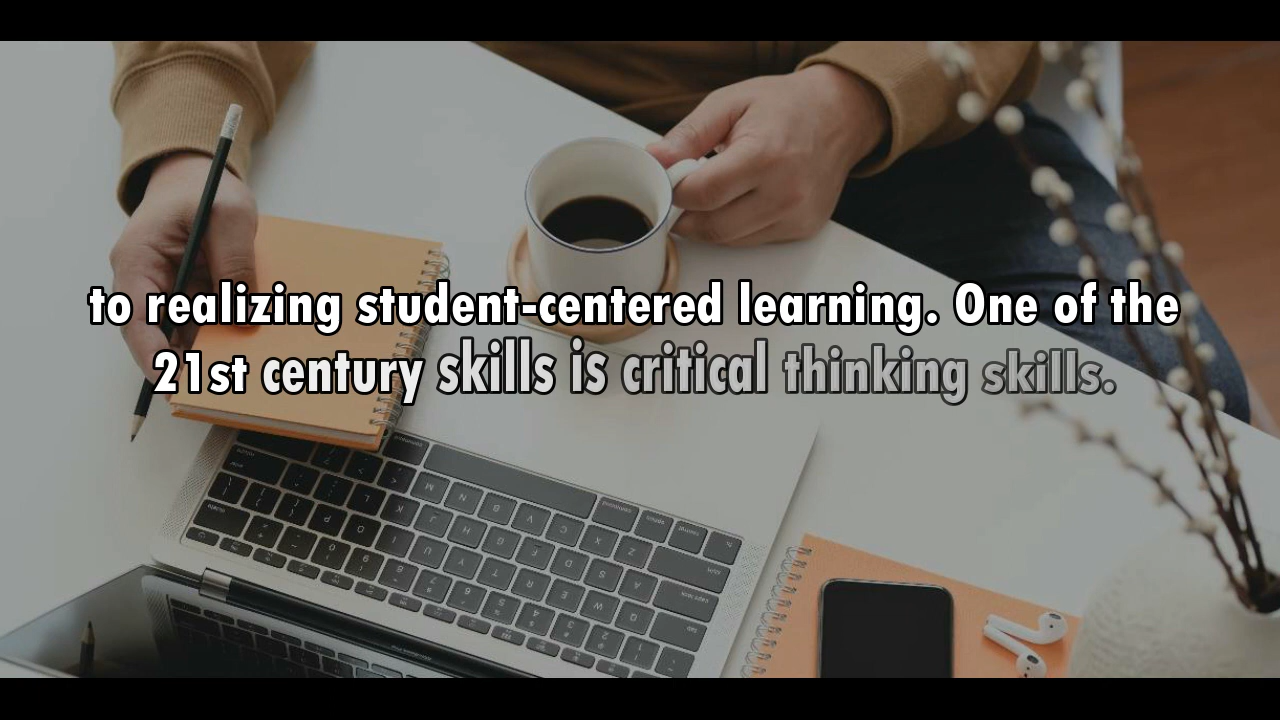 to realizing student-centered learning. One of the
21st century skills is critical thinking skills.